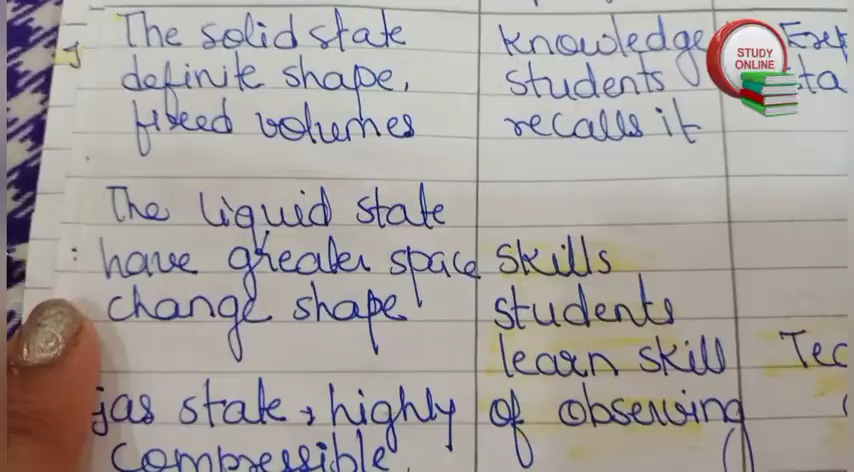 The solid state
definite shape,
fixed volumes
The liquid state
have greater space
change shape
gas state, highly
compressible.
knowledge
students
recalls it
skills
students
learn skill
of observing
STUDY
ONLINE